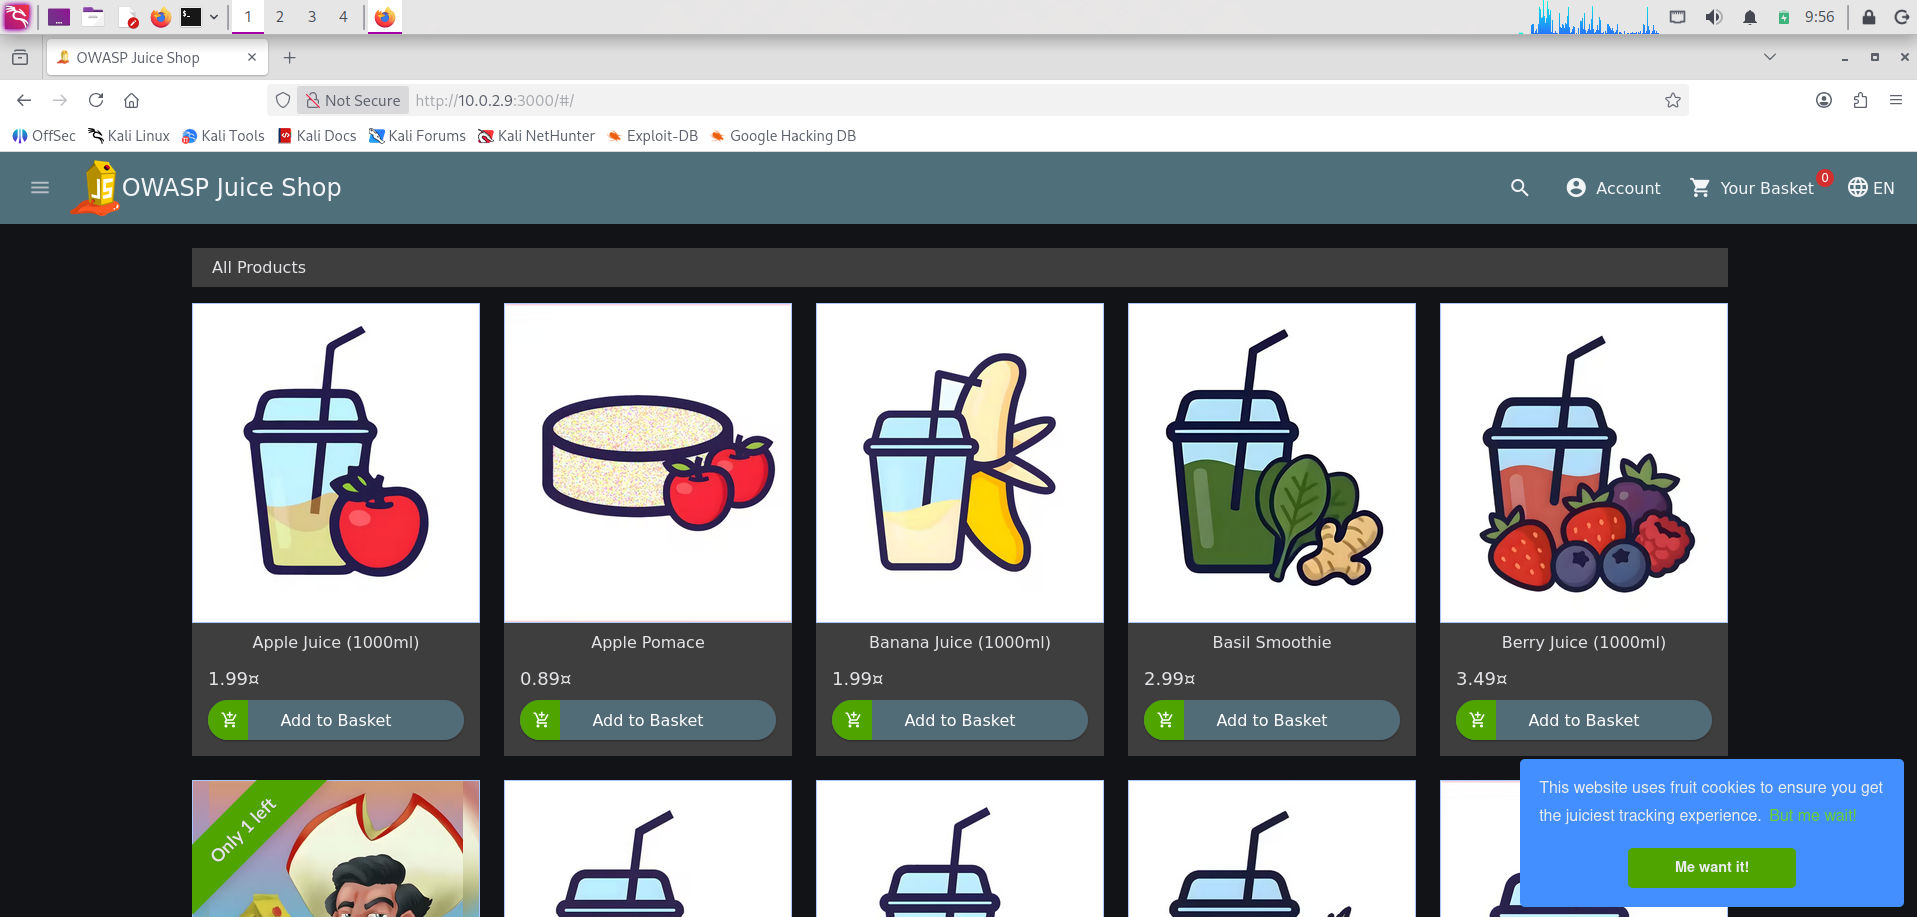 1 2 3 4 9:56
OWASP Juice Shop
Not Secure http://10.0.2.9:3000/#/
OffSec Kali Linux Kali Tools Kali Docs Kali Forums Kali NetHunter Exploit-DB Google Hacking DB
OWASP Juice Shop Account Your Basket 0 EN
All Products
Apple Juice (1000ml)
1.99¤
Add to Basket
Apple Pomace
0.89¤
Add to Basket
Banana Juice (1000ml)
1.99¤
Add to Basket
Basil Smoothie
2.99¤
Add to Basket
Berry Juice (1000ml)
3.49¤
Add to Basket
Only 1 left
This website uses fruit cookies to ensure you get
the juiciest tracking experience. But me wait!
Me want it!